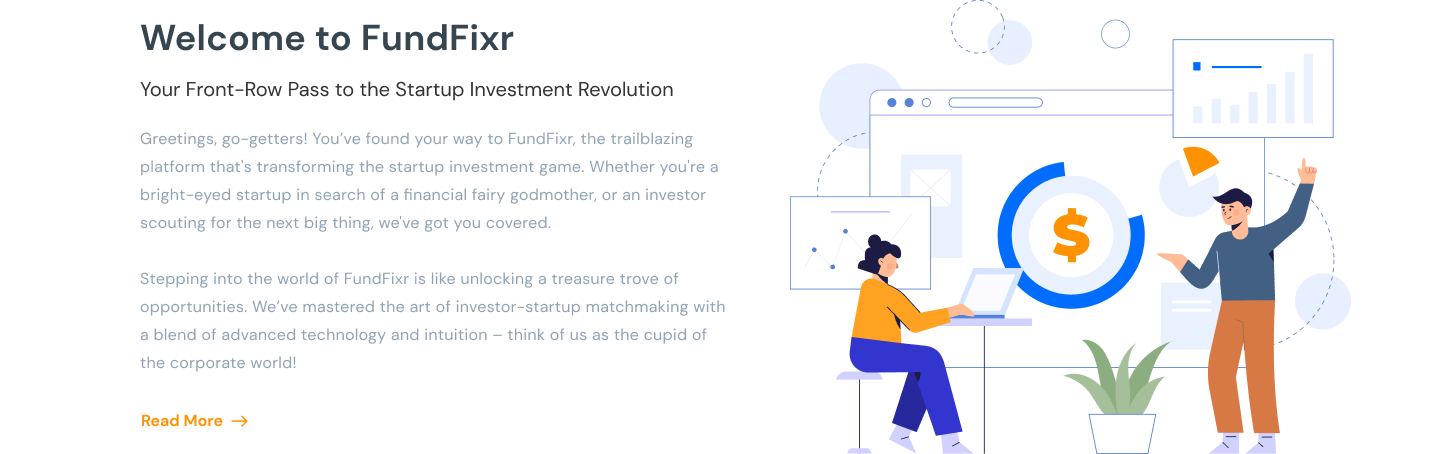 Welcome to FundFixr
Your Front-Row Pass to the Startup Investment Revolution
Greetings, go-getters! You’ve found your way to FundFixr, the trailblazing
platform that's transforming the startup investment game. Whether you're a
bright-eyed startup in search of a financial fairy godmother, or an investor
scouting for the next big thing, we've got you covered.
Stepping into the world of FundFixr is like unlocking a treasure trove of
opportunities. We’ve mastered the art of investor-startup matchmaking with
a blend of advanced technology and intuition – think of us as the cupid of
the corporate world!
Read More →
$